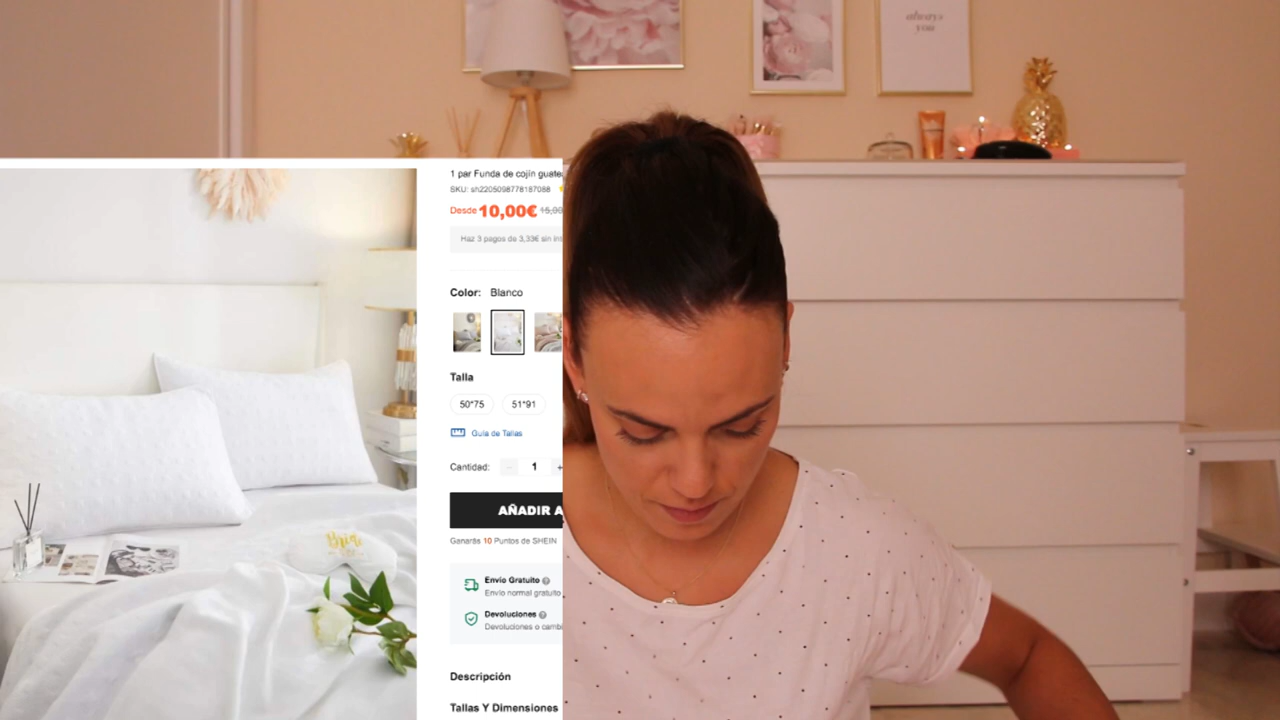 always
you
1 par Funda de cojín guate
SKU: sh2205098778187088
Desde 10,00€ 15,00
Haz 3 pagos de 3,33€ sin int
Color: Blanco
Talla
50*75 51*91
Guía de Tallas
Cantidad: - 1 +
AÑADIR A
Ganarás 10 Puntos de SHEIN
Envío Gratuito
Envío normal gratuito
Devoluciones
Devoluciones o cambi
Descripción
Tallas Y Dimensiones
Bride